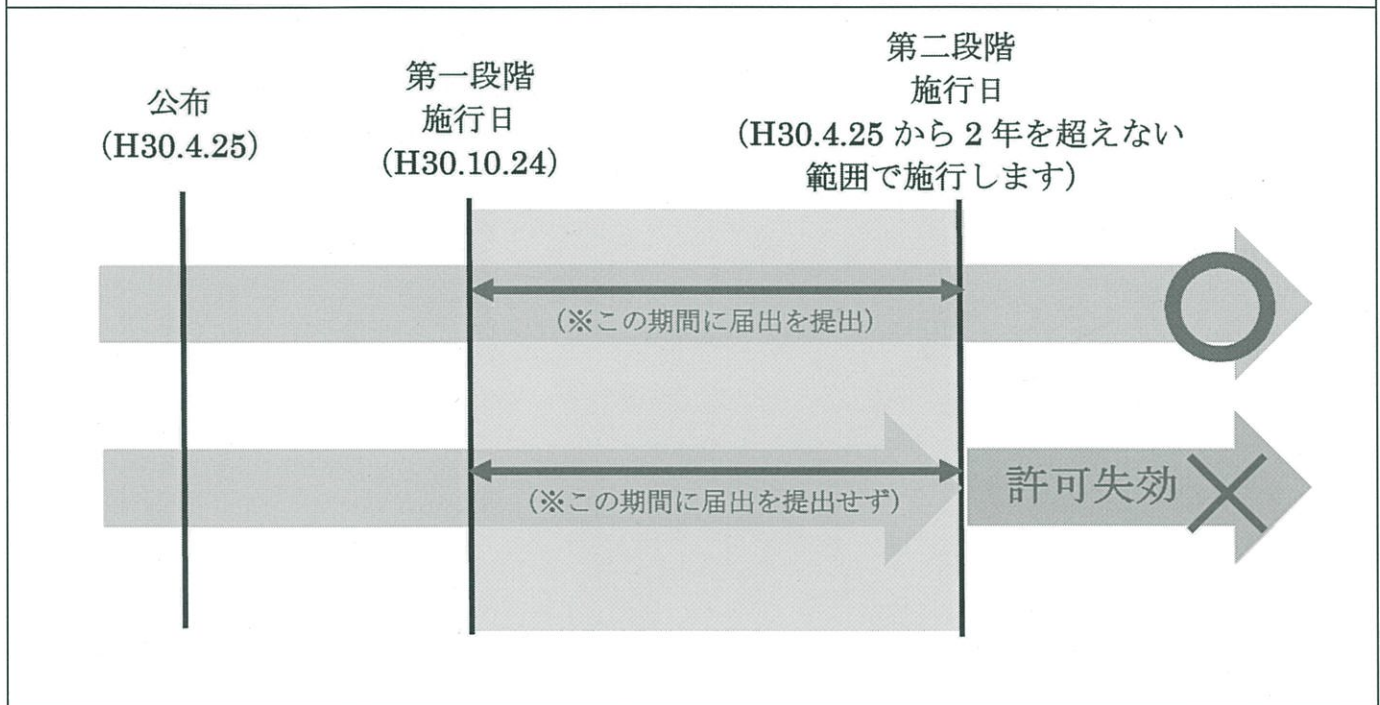 公布
(H30.4.25)
第一段階
施行日
(H30.10.24)
第二段階
施行日
(H30.4.25 から 2 年を超えない
範囲で施行します)
(※この期間に届出を提出)
(※この期間に届出を提出せず)
許可失効